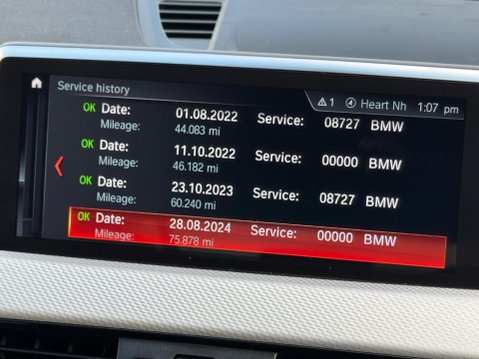 Service history
1 Heart Nh 1:07 pm
OK Date: 01.08.2022 Service: 08727 BMW
Mileage: 44.083 mi
OK Date: 11.10.2022 Service: 00000 BMW
Mileage: 46.182 mi
OK Date: 23.10.2023 Service: 08727 BMW
Mileage: 60.240 mi
OK Date: 28.08.2024 Service: 00000 BMW
Mileage: 75.878 mi